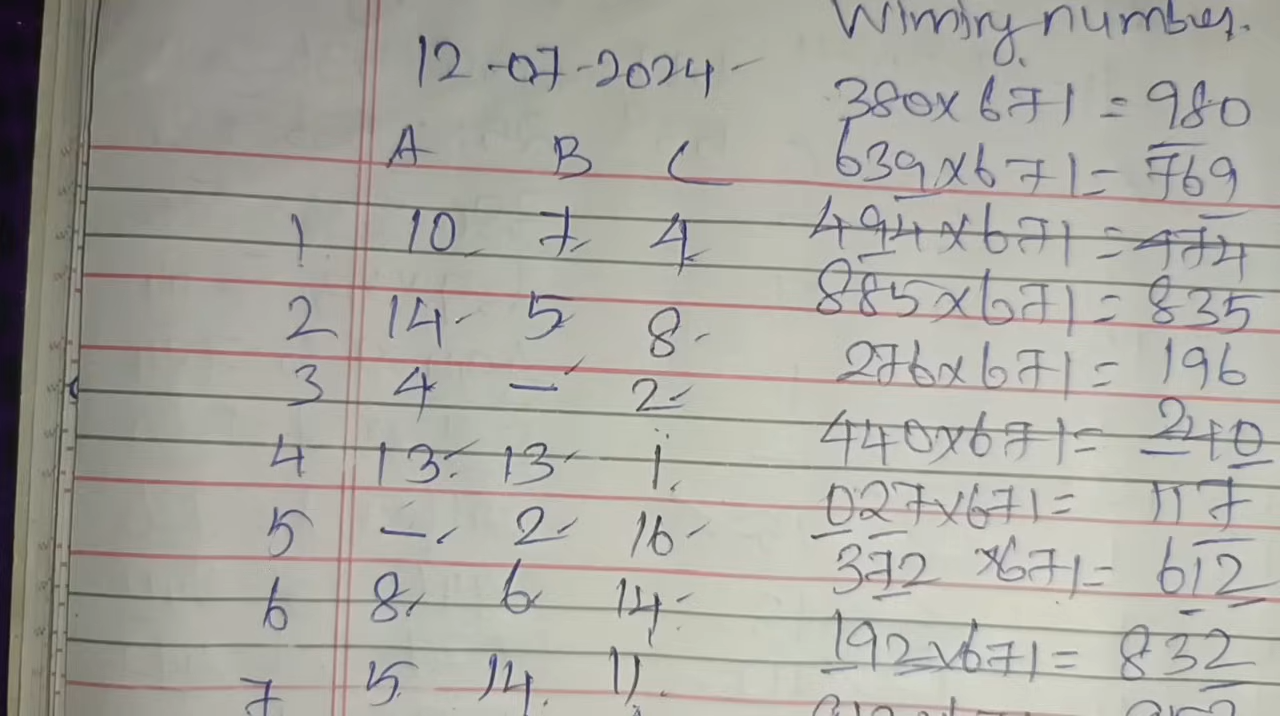 Winniry number.
12-07-2024-
380x671=980
A B C
639x671=769
1 10 7 4
494x671=474
2 14 5 8
885x671=835
3 4 - 2
276x671=196
4 13 13 1
440x671=240
5 - 2 16
027x671=117
6 8 6 14
372 x671=612
7 5 14 11
192x671=832